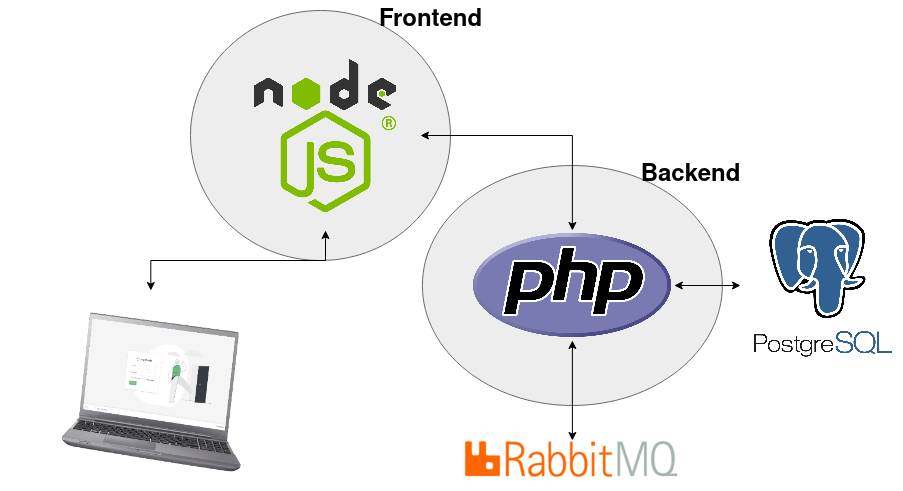 Frontend
node
JS
®
Backend
php
PostgreSQL
RabbitMQ